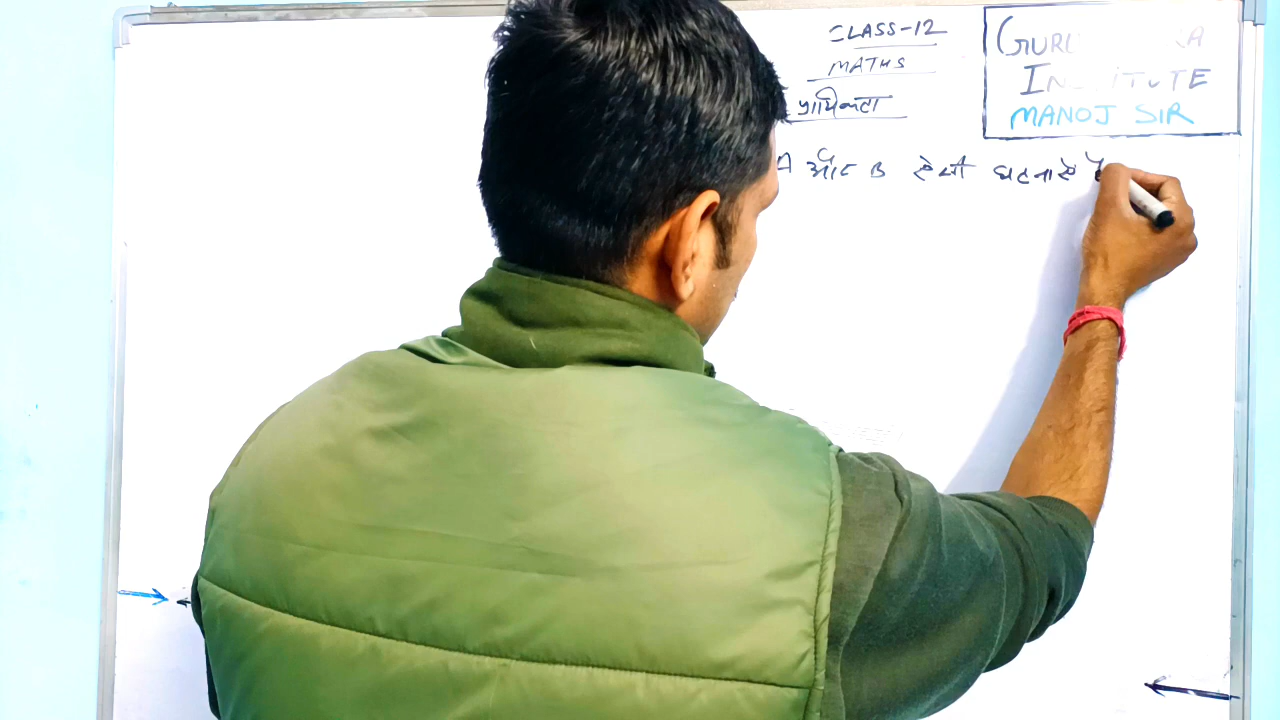 CLASS-12
MATHS
प्रायिकता
GURU
INSTITUTE
MANOJ SIR
A और B ऐसी घटनाऐं